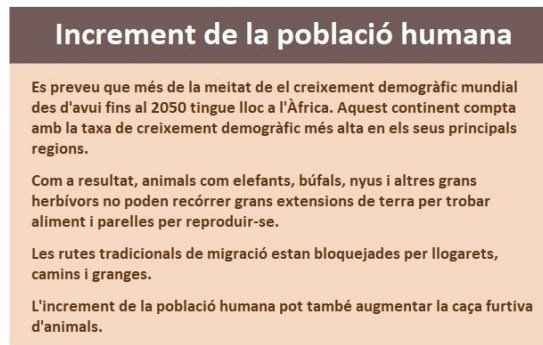 Increment de la població humana
Es preveu que més de la meitat de el creixement demogràfic mundial
des d'avui fins al 2050 tingue lloc a l'Àfrica. Aquest continent compta
amb la taxa de creixement demogràfic més alta en els seus principals
regions.
Com a resultat, animals com elefants, búfals, nyus i altres grans
herbívors no poden recórrer grans extensions de terra per trobar
aliment i parelles per reproduir-se.
Les rutes tradicionals de migració estan bloquejades per llogarets,
camins i granges.
L'increment de la població humana pot també augmentar la caça furtiva
d'animals.